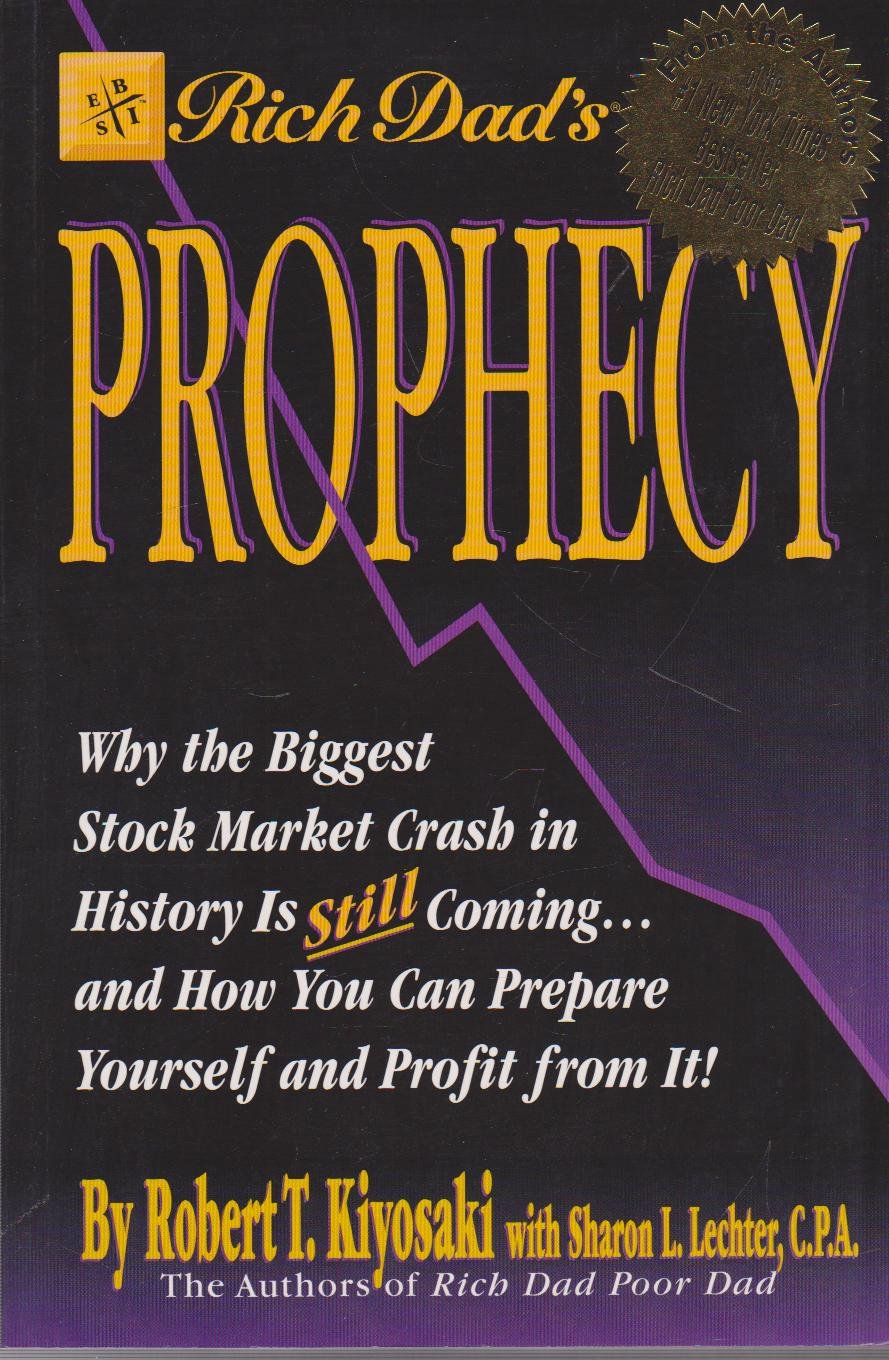 E B
S I ™
Rich Dad's®
From the Authors
of the
#1 New York Times
Bestseller
Rich Dad Poor Dad
PROPHECY
Why the Biggest
Stock Market Crash in
History Is Still Coming...
and How You Can Prepare
Yourself and Profit from It!
By Robert T. Kiyosaki with Sharon L. Lechter, C.P.A.
The Authors of Rich Dad Poor Dad